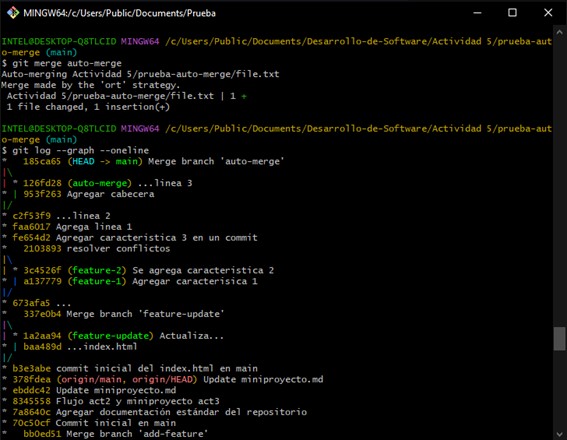 MINGW64:/c/Users/Public/Documents/Prueba
INTEL@DESKTOP-Q8TLCID MINGW64 /c/Users/Public/Documents/Desarrollo-de-Software/Actividad 5/prueba-aut
o-merge (main)
$ git merge auto-merge
Auto-merging Actividad 5/prueba-auto-merge/file.txt
Merge made by the 'ort' strategy.
 Actividad 5/prueba-auto-merge/file.txt | 1 +
 1 file changed, 1 insertion(+)
INTEL@DESKTOP-Q8TLCID MINGW64 /c/Users/Public/Documents/Desarrollo-de-Software/Actividad 5/prueba-aut
o-merge (main)
$ git log --graph --oneline
*   185ca65 (HEAD -> main) Merge branch 'auto-merge'
|\
| * 126fd28 (auto-merge) ...linea 3
* | 953f263 Agregar cabecera
|/
* c2f53f9 ...linea 2
* faa6017 Agrega linea 1
* fe654d2 Agregar caracteristica 3 en un commit
*   2103893 resolver conflictos
|\
| * 3c4526f (feature-2) Se agrega caracteristica 2
* | a137779 (feature-1) Agregar characterisica 1
|/
* 673afa5 ...
*   337e0b4 Merge branch 'feature-update'
|\
| * 1a2aa94 (feature-update) Actualiza...
* | baa489d ...index.html
|/
* b3e3abe commit inicial del index.html en main
* 378fdea (origin/main, origin/HEAD) Update miniproyecto.md
* ebddc42 Update miniproyecto.md
* 8345558 Flujo act2 y miniproyecto act3
* 7a8640c Agregar documentación estándar del repositorio
* 70c50cf Commit inicial en main
*   bb0ed51 Merge branch 'add-feature'